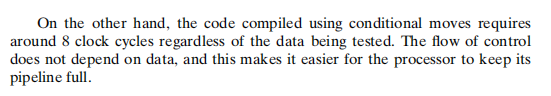 On the other hand, the code compiled using conditional moves requires
around 8 clock cycles regardless of the data being tested. The flow of control
does not depend on data, and this makes it easier for the processor to keep its
pipeline full.